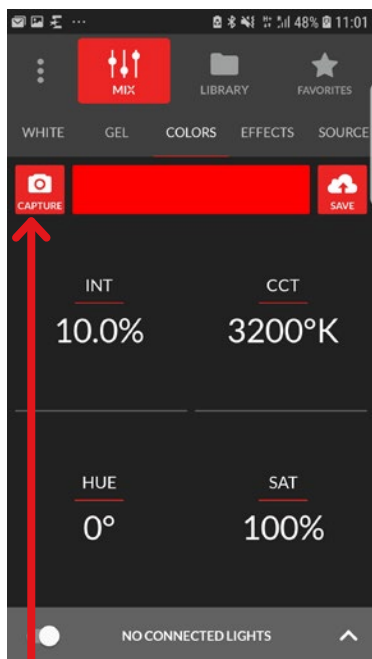 48% 11:01
MIX
LIBRARY
FAVORITES
WHITE GEL COLORS EFFECTS SOURCE
CAPTURE
SAVE
INT CCT
10.0% 3200°K
HUE SAT
0° 100%
NO CONNECTED LIGHTS